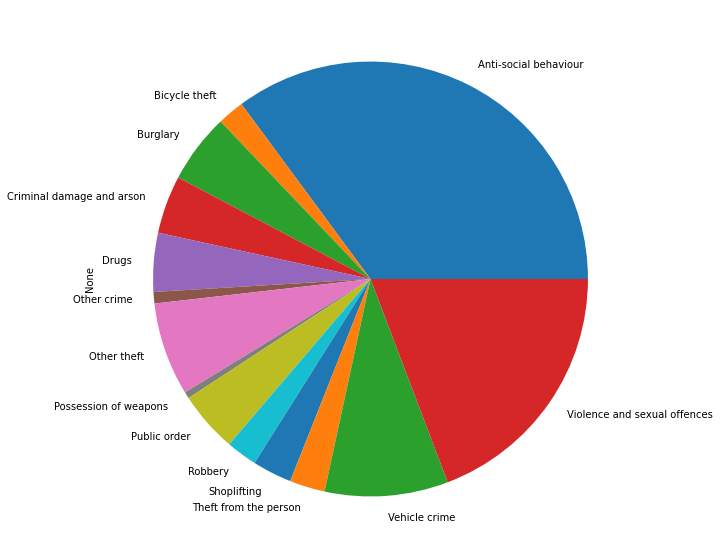 Anti-social behaviour
Bicycle theft
Burglary
Criminal damage and arson
Drugs
None
Other crime
Other theft
Possession of weapons
Public order
Robbery
Shoplifting
Theft from the person
Vehicle crime
Violence and sexual offences